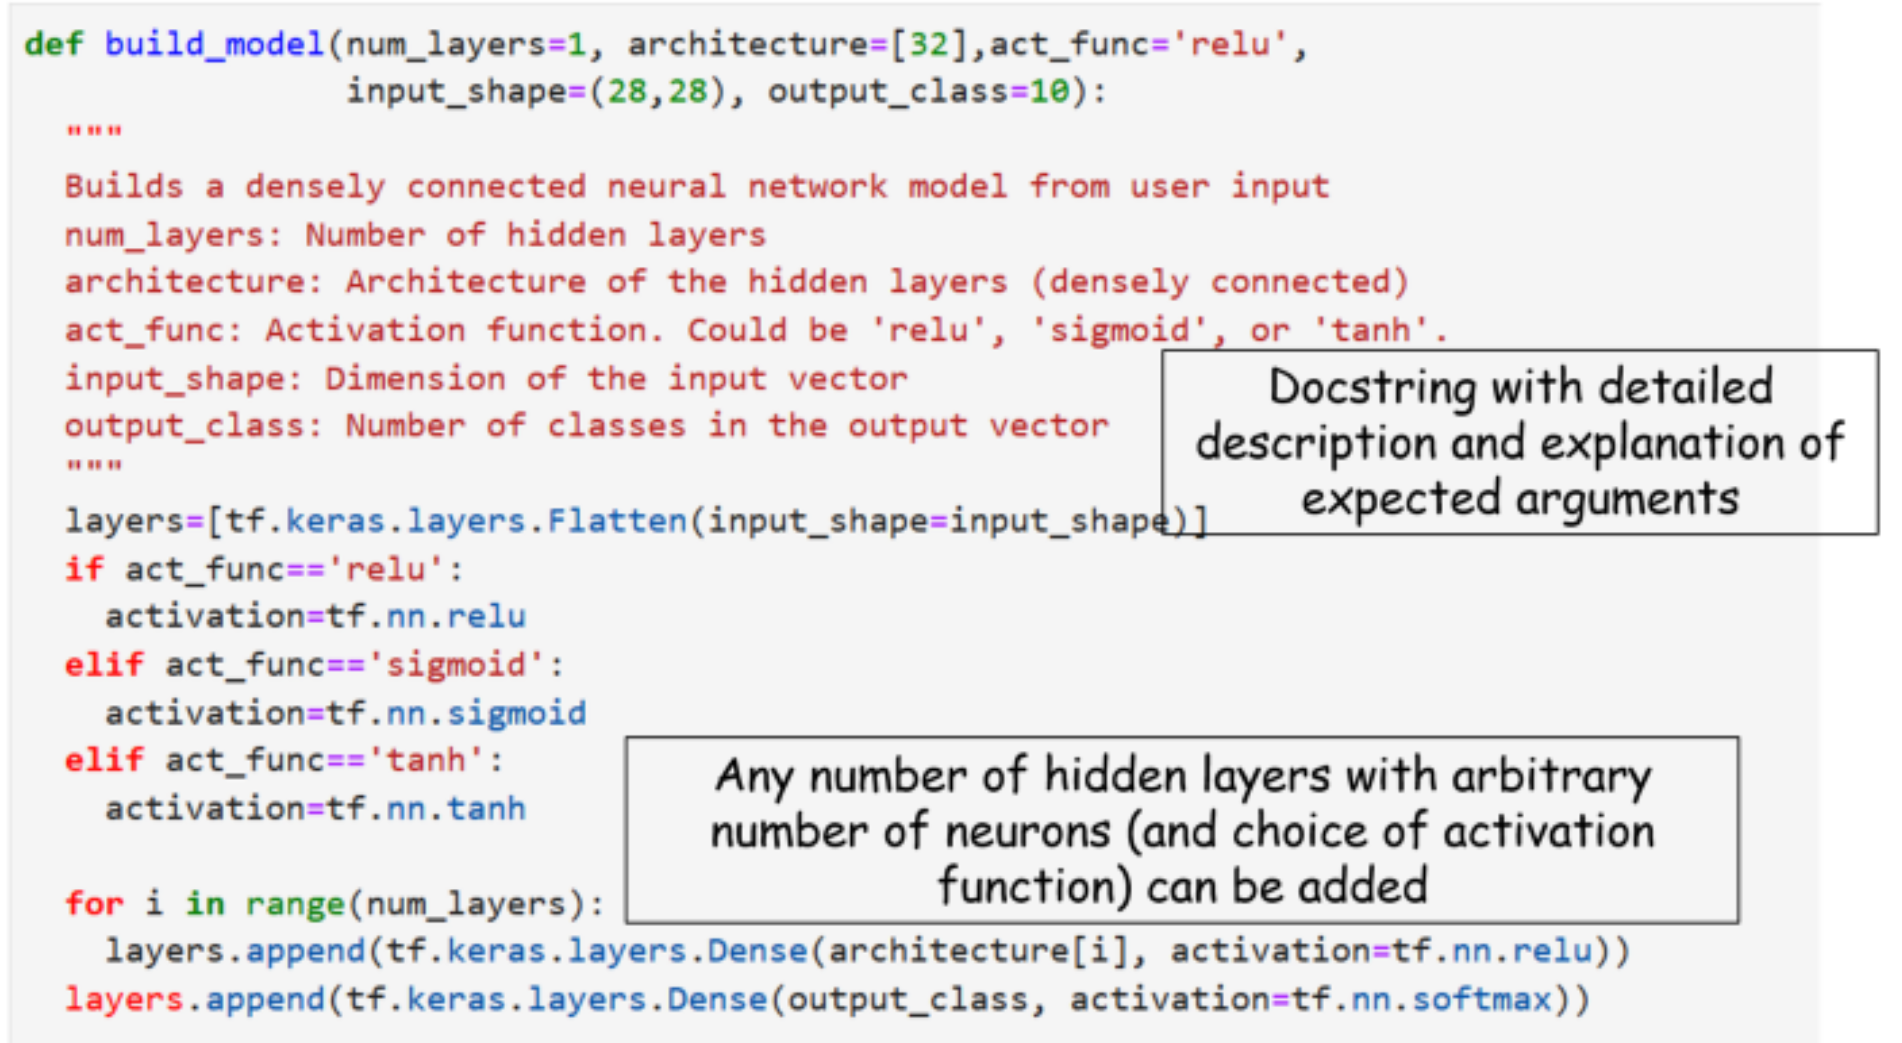 def build_model(num_layers=1, architecture=[32],act_func='relu',
                input_shape=(28,28), output_class=10):
  """
  Builds a densely connected neural network model from user input
  num_layers: Number of hidden layers
  architecture: Architecture of the hidden layers (densely connected)
  act_func: Activation function. Could be 'relu', 'sigmoid', or 'tanh'.
  input_shape: Dimension of the input vector
  output_class: Number of classes in the output vector
  """
Docstring with detailed
description and explanation of
expected arguments
  layers=[tf.keras.layers.Flatten(input_shape=input_shape)]
  if act_func=='relu':
    activation=tf.nn.relu
  elif act_func=='sigmoid':
    activation=tf.nn.sigmoid
  elif act_func=='tanh':
    activation=tf.nn.tanh
Any number of hidden layers with arbitrary
number of neurons (and choice of activation
function) can be added
  for i in range(num_layers):
    layers.append(tf.keras.layers.Dense(architecture[i], activation=tf.nn.relu))
  layers.append(tf.keras.layers.Dense(output_class, activation=tf.nn.softmax))